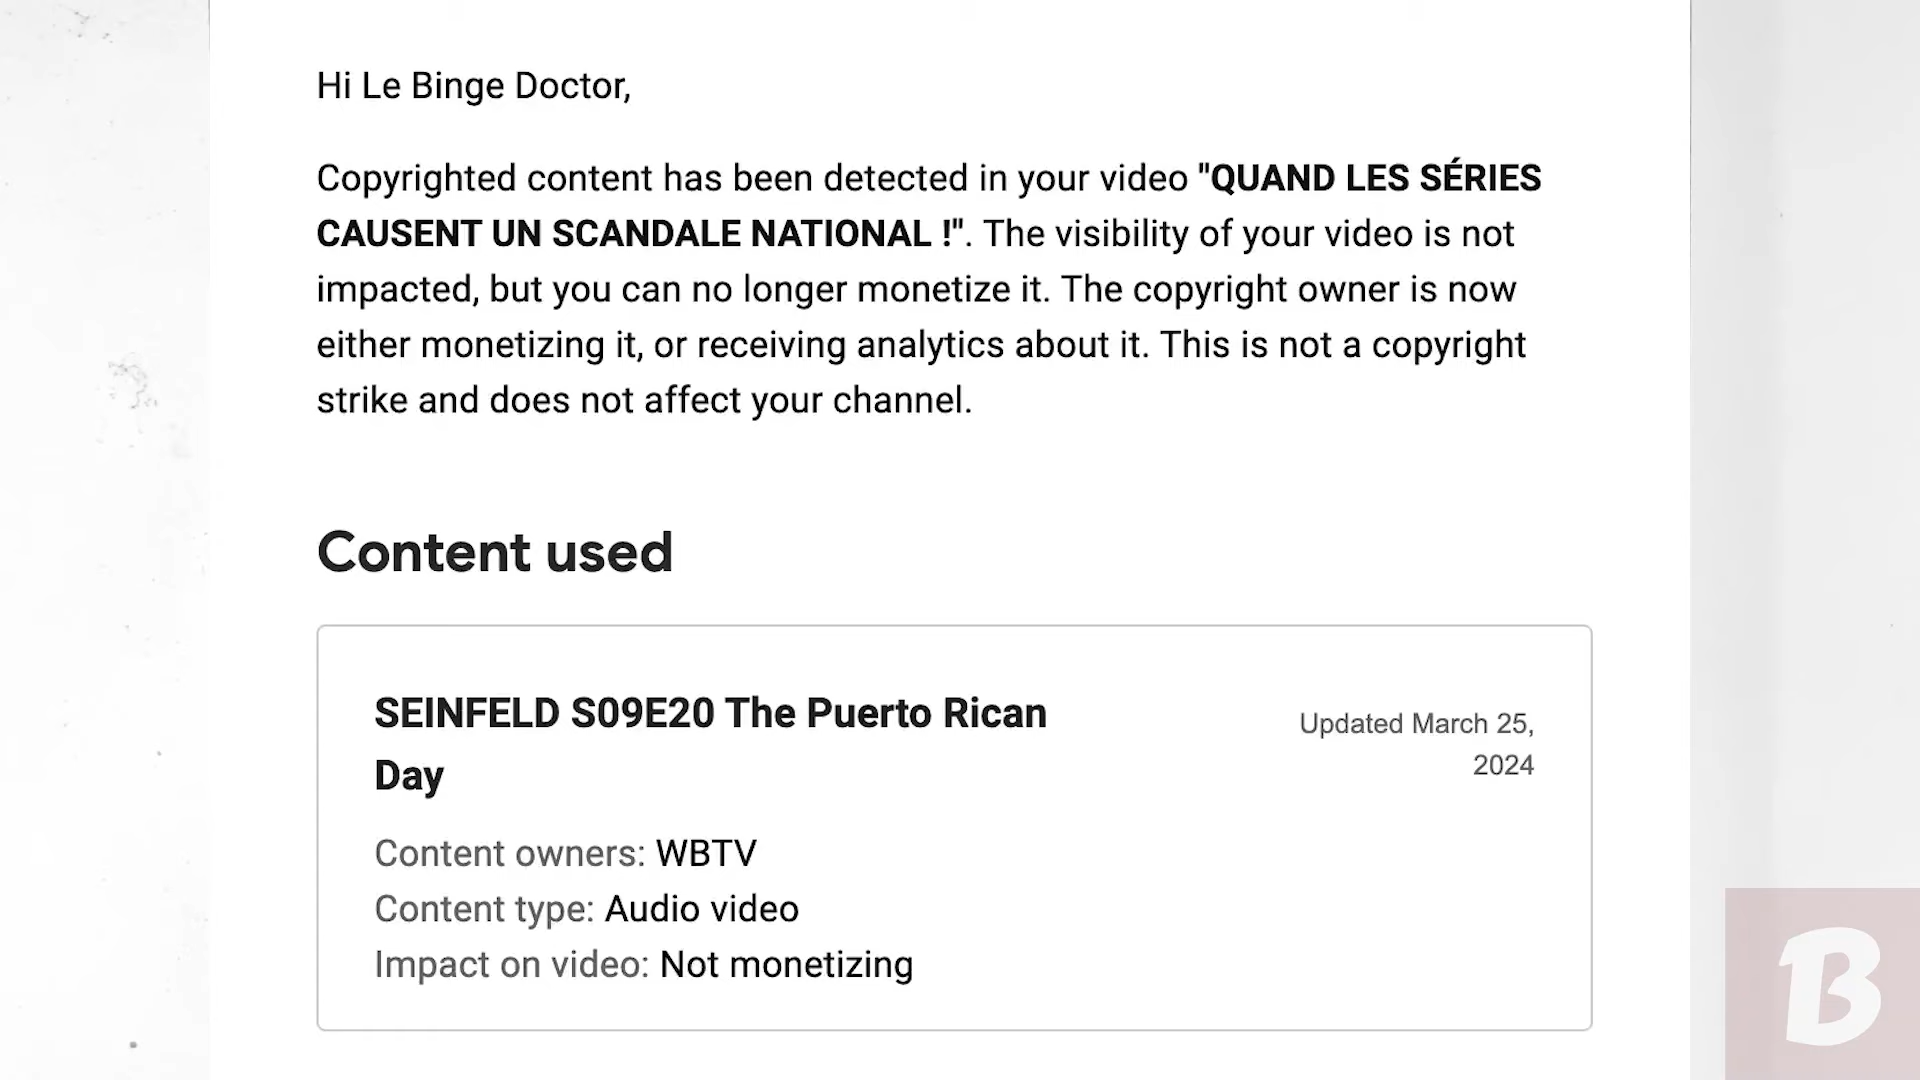 Hi Le Binge Doctor,
Copyrighted content has been detected in your video "QUAND LES SÉRIES
CAUSENT UN SCANDALE NATIONAL !". The visibility of your video is not
impacted, but you can no longer monetize it. The copyright owner is now
either monetizing it, or receiving analytics about it. This is not a copyright
strike and does not affect your channel.
Content used
SEINFELD S09E20 The Puerto Rican
Day
Updated March 25,
2024
Content owners: WBTV
Content type: Audio video
Impact on video: Not monetizing
B